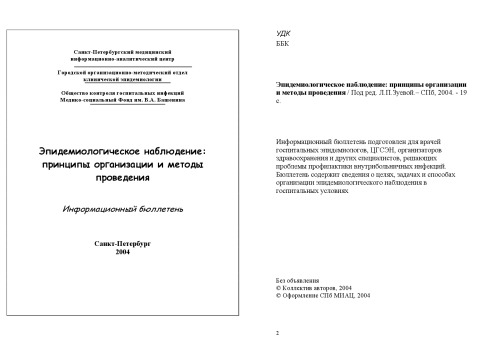 Санкт-Петербургский медицинский
информационно-аналитический центр
Городской организационно-методический отдел
клинической эпидемиологии
Общество контроля госпитальных инфекций
Медико-социальный Фонд им. В.А. Башенина
Эпидемиологическое наблюдение:
принципы организации и методы
проведения
Информационный бюллетень
Санкт-Петербург
2004
УДК
ББК
Эпидемиологическое наблюдение: принципы организации
и методы проведения / Под ред. Л.П.Зуевой. – СПб, 2004. - 19
с.
Информационный бюллетень подготовлен для врачей
госпитальных эпидемиологов, ЦГСЭН, организаторов
здравоохранения и других специалистов, решающих
проблемы профилактики внутрибольничных инфекций.
Бюллетень содержит сведения о целях, задачах и способах
организации эпидемиологического наблюдения в
госпитальных условиях
Без объявления
© Коллектив авторов, 2004
© Оформление СПб МИАЦ, 2004
2